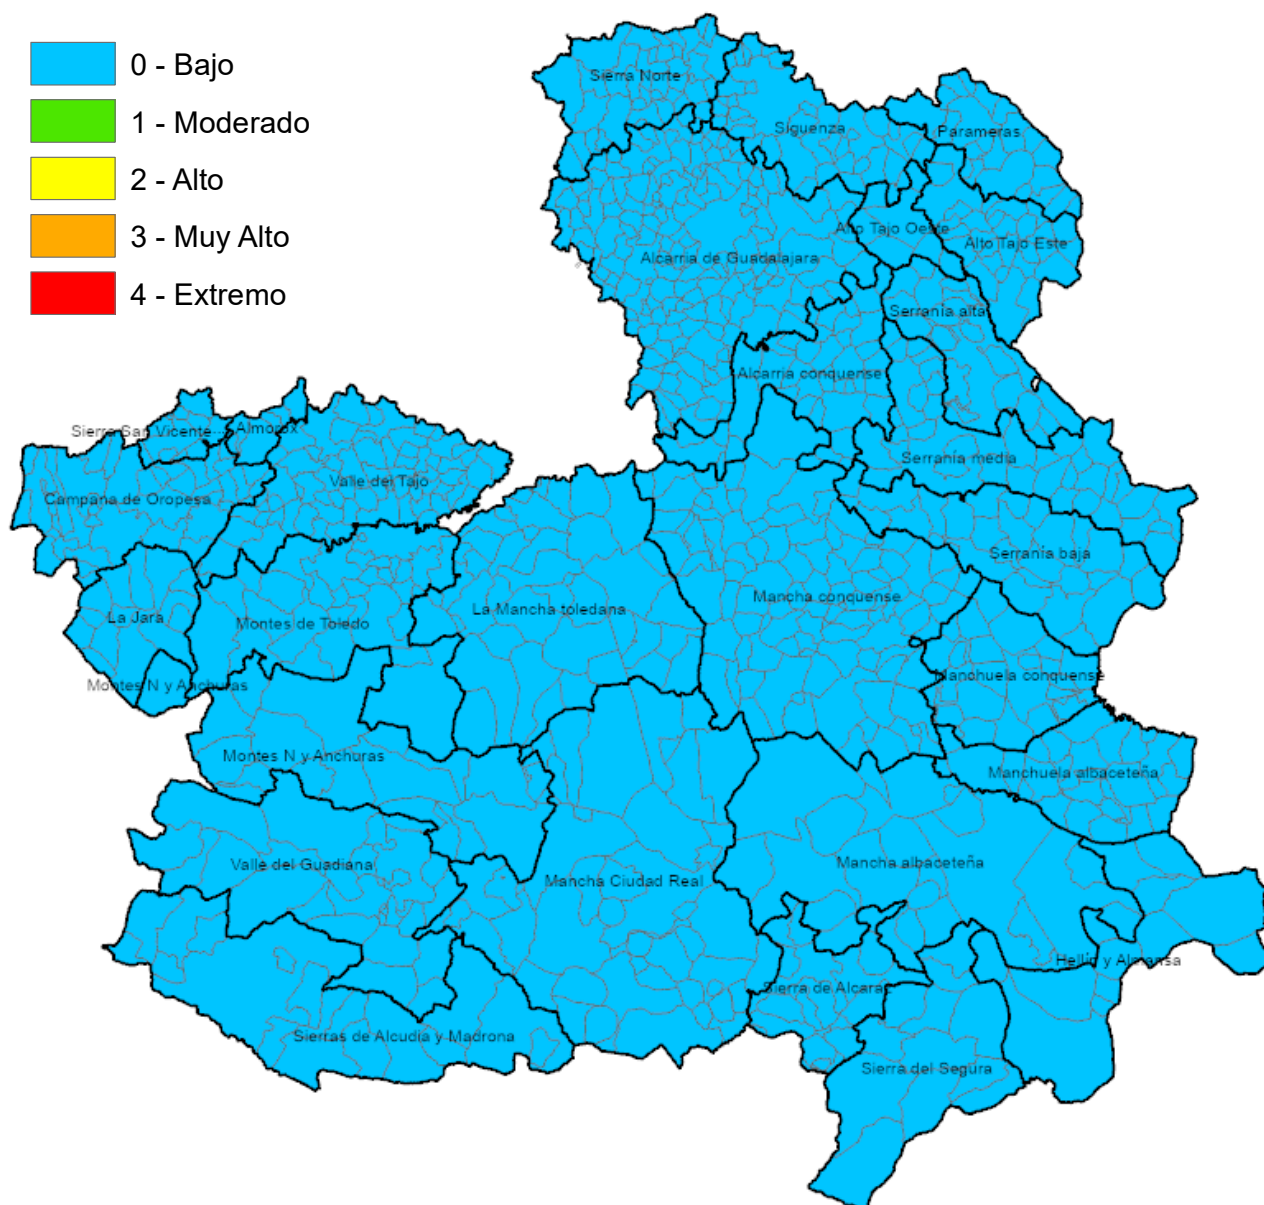 0 - Bajo
1 - Moderado
2 - Alto
3 - Muy Alto
4 - Extremo
Sierra Norte
Siguenza
Parameras
Alto Tajo Oeste
Alto Tajo Este
Alcarria de Guadalajara
Serranía alta
Alcarria conquense
Sierra San Vicente
Almorox
Serranía media
Valle del Tajo
Campana de Oropesa
Serranía baja
Mancha conquense
La Mancha toledana
La Jara
Montes de Toledo
Manchuela conquense
Montes N y Anchuras
Montes N y Anchuras
Manchuela albaceteña
Valle del Guadiana
Mancha albaceteña
Mancha Ciudad Real
Hellín y Almansa
Sierra de Alcaraz
Sierras de Alcudia y Madrona
Sierra del Segura